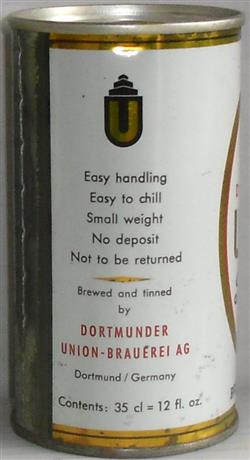 U
Easy handling
Easy to chill
Small weight
No deposit
Not to be returned
Brewed and tinned
by
DORTMUNDER
UNION-BRAUEREI AG
Dortmund / Germany
Contents: 35 cl = 12 fl. oz.